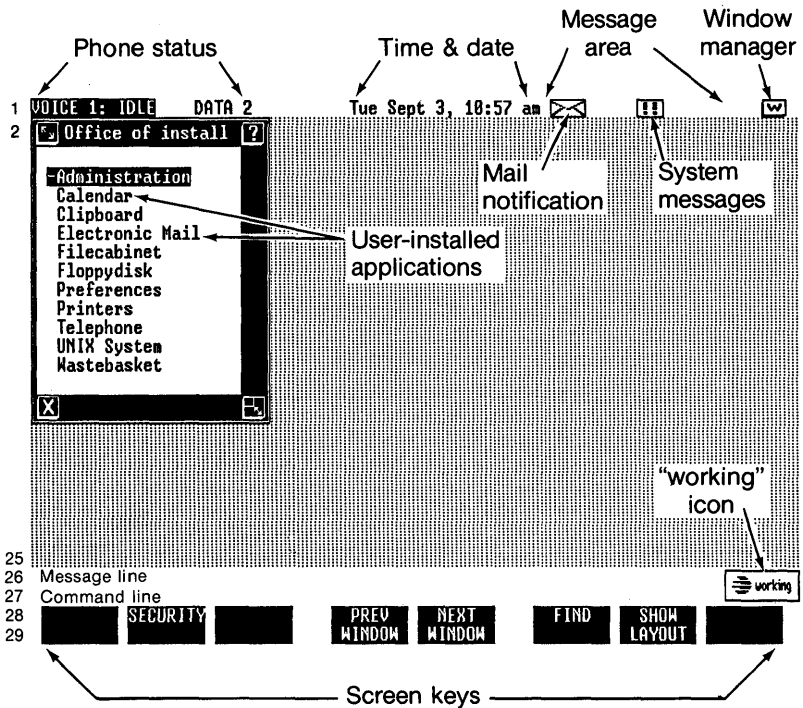 Phone status
Time & date
Message area
Window manager
1 VOICE 1: IDLE DATA 2 Tue Sept 3, 10:57 am !! W
2 Office of install ?
Mail notification
System messages
-Administration
Calendar
Clipboard
Electronic Mail
Filecabinet
Floppydisk
Preferences
Printers
Telephone
UNIX System
Wastebasket
User-installed applications
X
"working" icon
25
26 Message line
working
27 Command line
28 SECURITY PREV NEXT FIND SHOW
29 WINDOW WINDOW LAYOUT
Screen keys